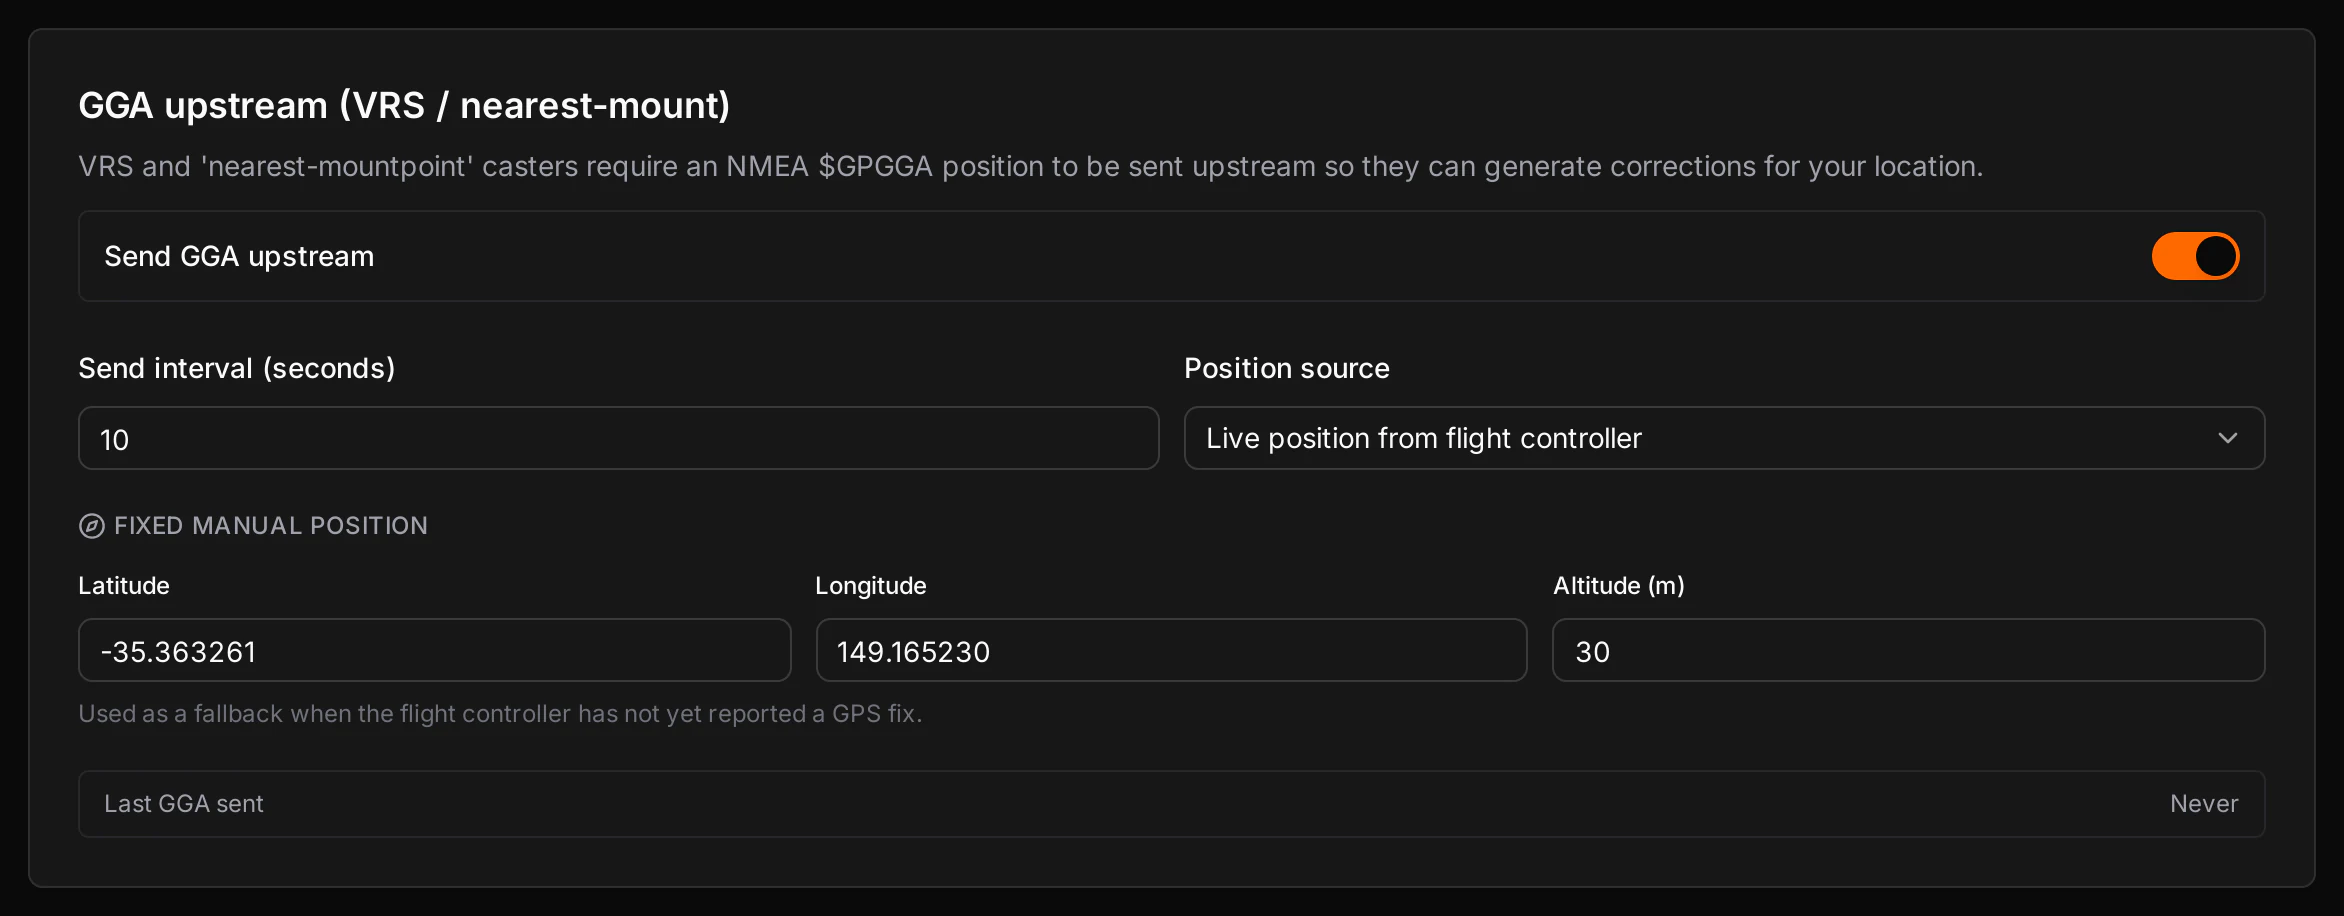 GGA upstream (VRS / nearest-mount)
VRS and 'nearest-mountpoint' casters require an NMEA $GPGGA position to be sent upstream so they can generate corrections for your location.
Send GGA upstream
Send interval (seconds)
Position source
10
Live position from flight controller
FIXED MANUAL POSITION
Latitude
Longitude
Altitude (m)
-35.363261
149.165230
30
Used as a fallback when the flight controller has not yet reported a GPS fix.
Last GGA sent
Never